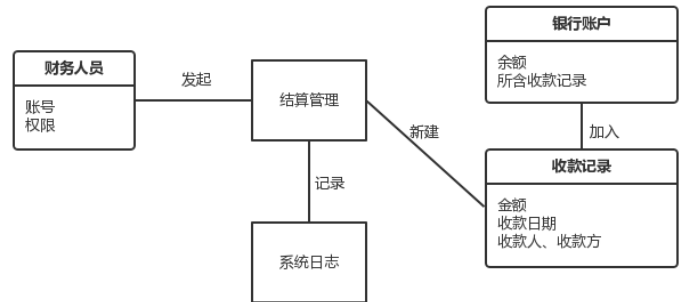 财务人员
账号
权限
发起
结算管理
记录
系统日志
新建
银行账户
余额
所含收款记录
加入
收款记录
金额
收款日期
收款人、收款方